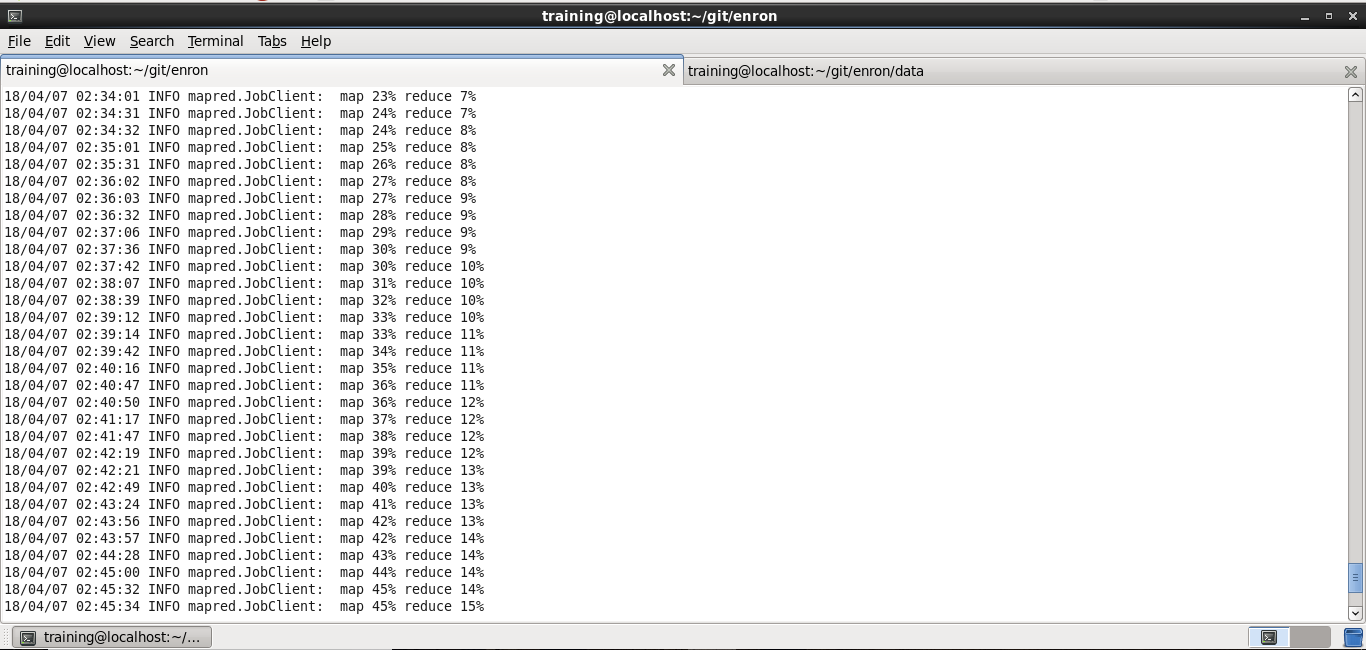 training@localhost:~/git/enron
File Edit View Search Terminal Tabs Help
training@localhost:~/git/enron training@localhost:~/git/enron/data
18/04/07 02:34:01 INFO mapred.JobClient:  map 23% reduce 7%
18/04/07 02:34:31 INFO mapred.JobClient:  map 24% reduce 7%
18/04/07 02:34:32 INFO mapred.JobClient:  map 24% reduce 8%
18/04/07 02:35:01 INFO mapred.JobClient:  map 25% reduce 8%
18/04/07 02:35:31 INFO mapred.JobClient:  map 26% reduce 8%
18/04/07 02:36:02 INFO mapred.JobClient:  map 27% reduce 8%
18/04/07 02:36:03 INFO mapred.JobClient:  map 27% reduce 9%
18/04/07 02:36:32 INFO mapred.JobClient:  map 28% reduce 9%
18/04/07 02:37:06 INFO mapred.JobClient:  map 29% reduce 9%
18/04/07 02:37:36 INFO mapred.JobClient:  map 30% reduce 9%
18/04/07 02:37:42 INFO mapred.JobClient:  map 30% reduce 10%
18/04/07 02:38:07 INFO mapred.JobClient:  map 31% reduce 10%
18/04/07 02:38:39 INFO mapred.JobClient:  map 32% reduce 10%
18/04/07 02:39:12 INFO mapred.JobClient:  map 33% reduce 10%
18/04/07 02:39:14 INFO mapred.JobClient:  map 33% reduce 11%
18/04/07 02:39:42 INFO mapred.JobClient:  map 34% reduce 11%
18/04/07 02:40:16 INFO mapred.JobClient:  map 35% reduce 11%
18/04/07 02:40:47 INFO mapred.JobClient:  map 36% reduce 11%
18/04/07 02:40:50 INFO mapred.JobClient:  map 36% reduce 12%
18/04/07 02:41:17 INFO mapred.JobClient:  map 37% reduce 12%
18/04/07 02:41:47 INFO mapred.JobClient:  map 38% reduce 12%
18/04/07 02:42:19 INFO mapred.JobClient:  map 39% reduce 12%
18/04/07 02:42:21 INFO mapred.JobClient:  map 39% reduce 13%
18/04/07 02:42:49 INFO mapred.JobClient:  map 40% reduce 13%
18/04/07 02:43:24 INFO mapred.JobClient:  map 41% reduce 13%
18/04/07 02:43:56 INFO mapred.JobClient:  map 42% reduce 13%
18/04/07 02:43:57 INFO mapred.JobClient:  map 42% reduce 14%
18/04/07 02:44:28 INFO mapred.JobClient:  map 43% reduce 14%
18/04/07 02:45:00 INFO mapred.JobClient:  map 44% reduce 14%
18/04/07 02:45:32 INFO mapred.JobClient:  map 45% reduce 14%
18/04/07 02:45:34 INFO mapred.JobClient:  map 45% reduce 15%
training@localhost:~/...